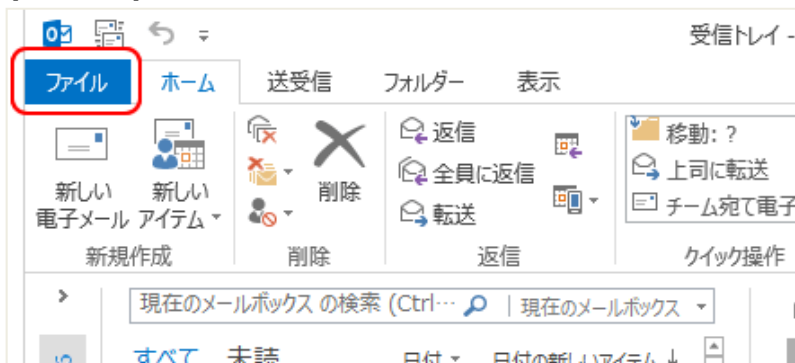 受信トレイ -
ファイル ホーム 送受信 フォルダー 表示
新しい 電子メール
新しい アイテム
削除
返信
全員に返信
転送
移動: ?
上司に転送
チーム宛て電子
新規作成 削除 返信 クイック操作
現在のメールボックス の検索 (Ctrl… 現在のメールボックス
すべて 未読 日付 日付の新しいアイテム ↓